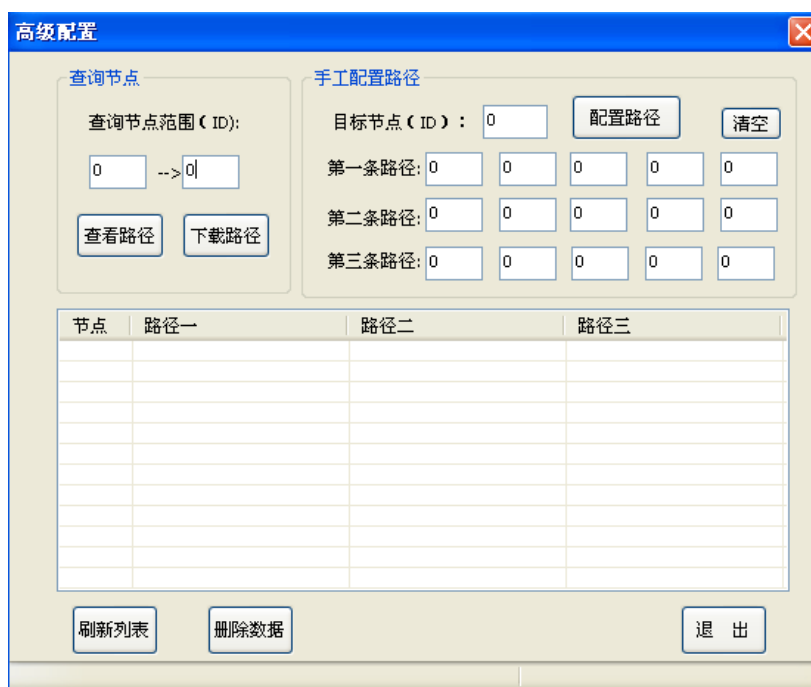 高级配置
查询节点
查询节点范围（ID):
0 -->0
查看路径 下载路径
手工配置路径
目标节点（ID）： 0 配置路径 清空
第一条路径: 0 0 0 0 0
第二条路径: 0 0 0 0 0
第三条路径: 0 0 0 0 0
节点 路径一 路径二 路径三
刷新列表 删除数据 退 出